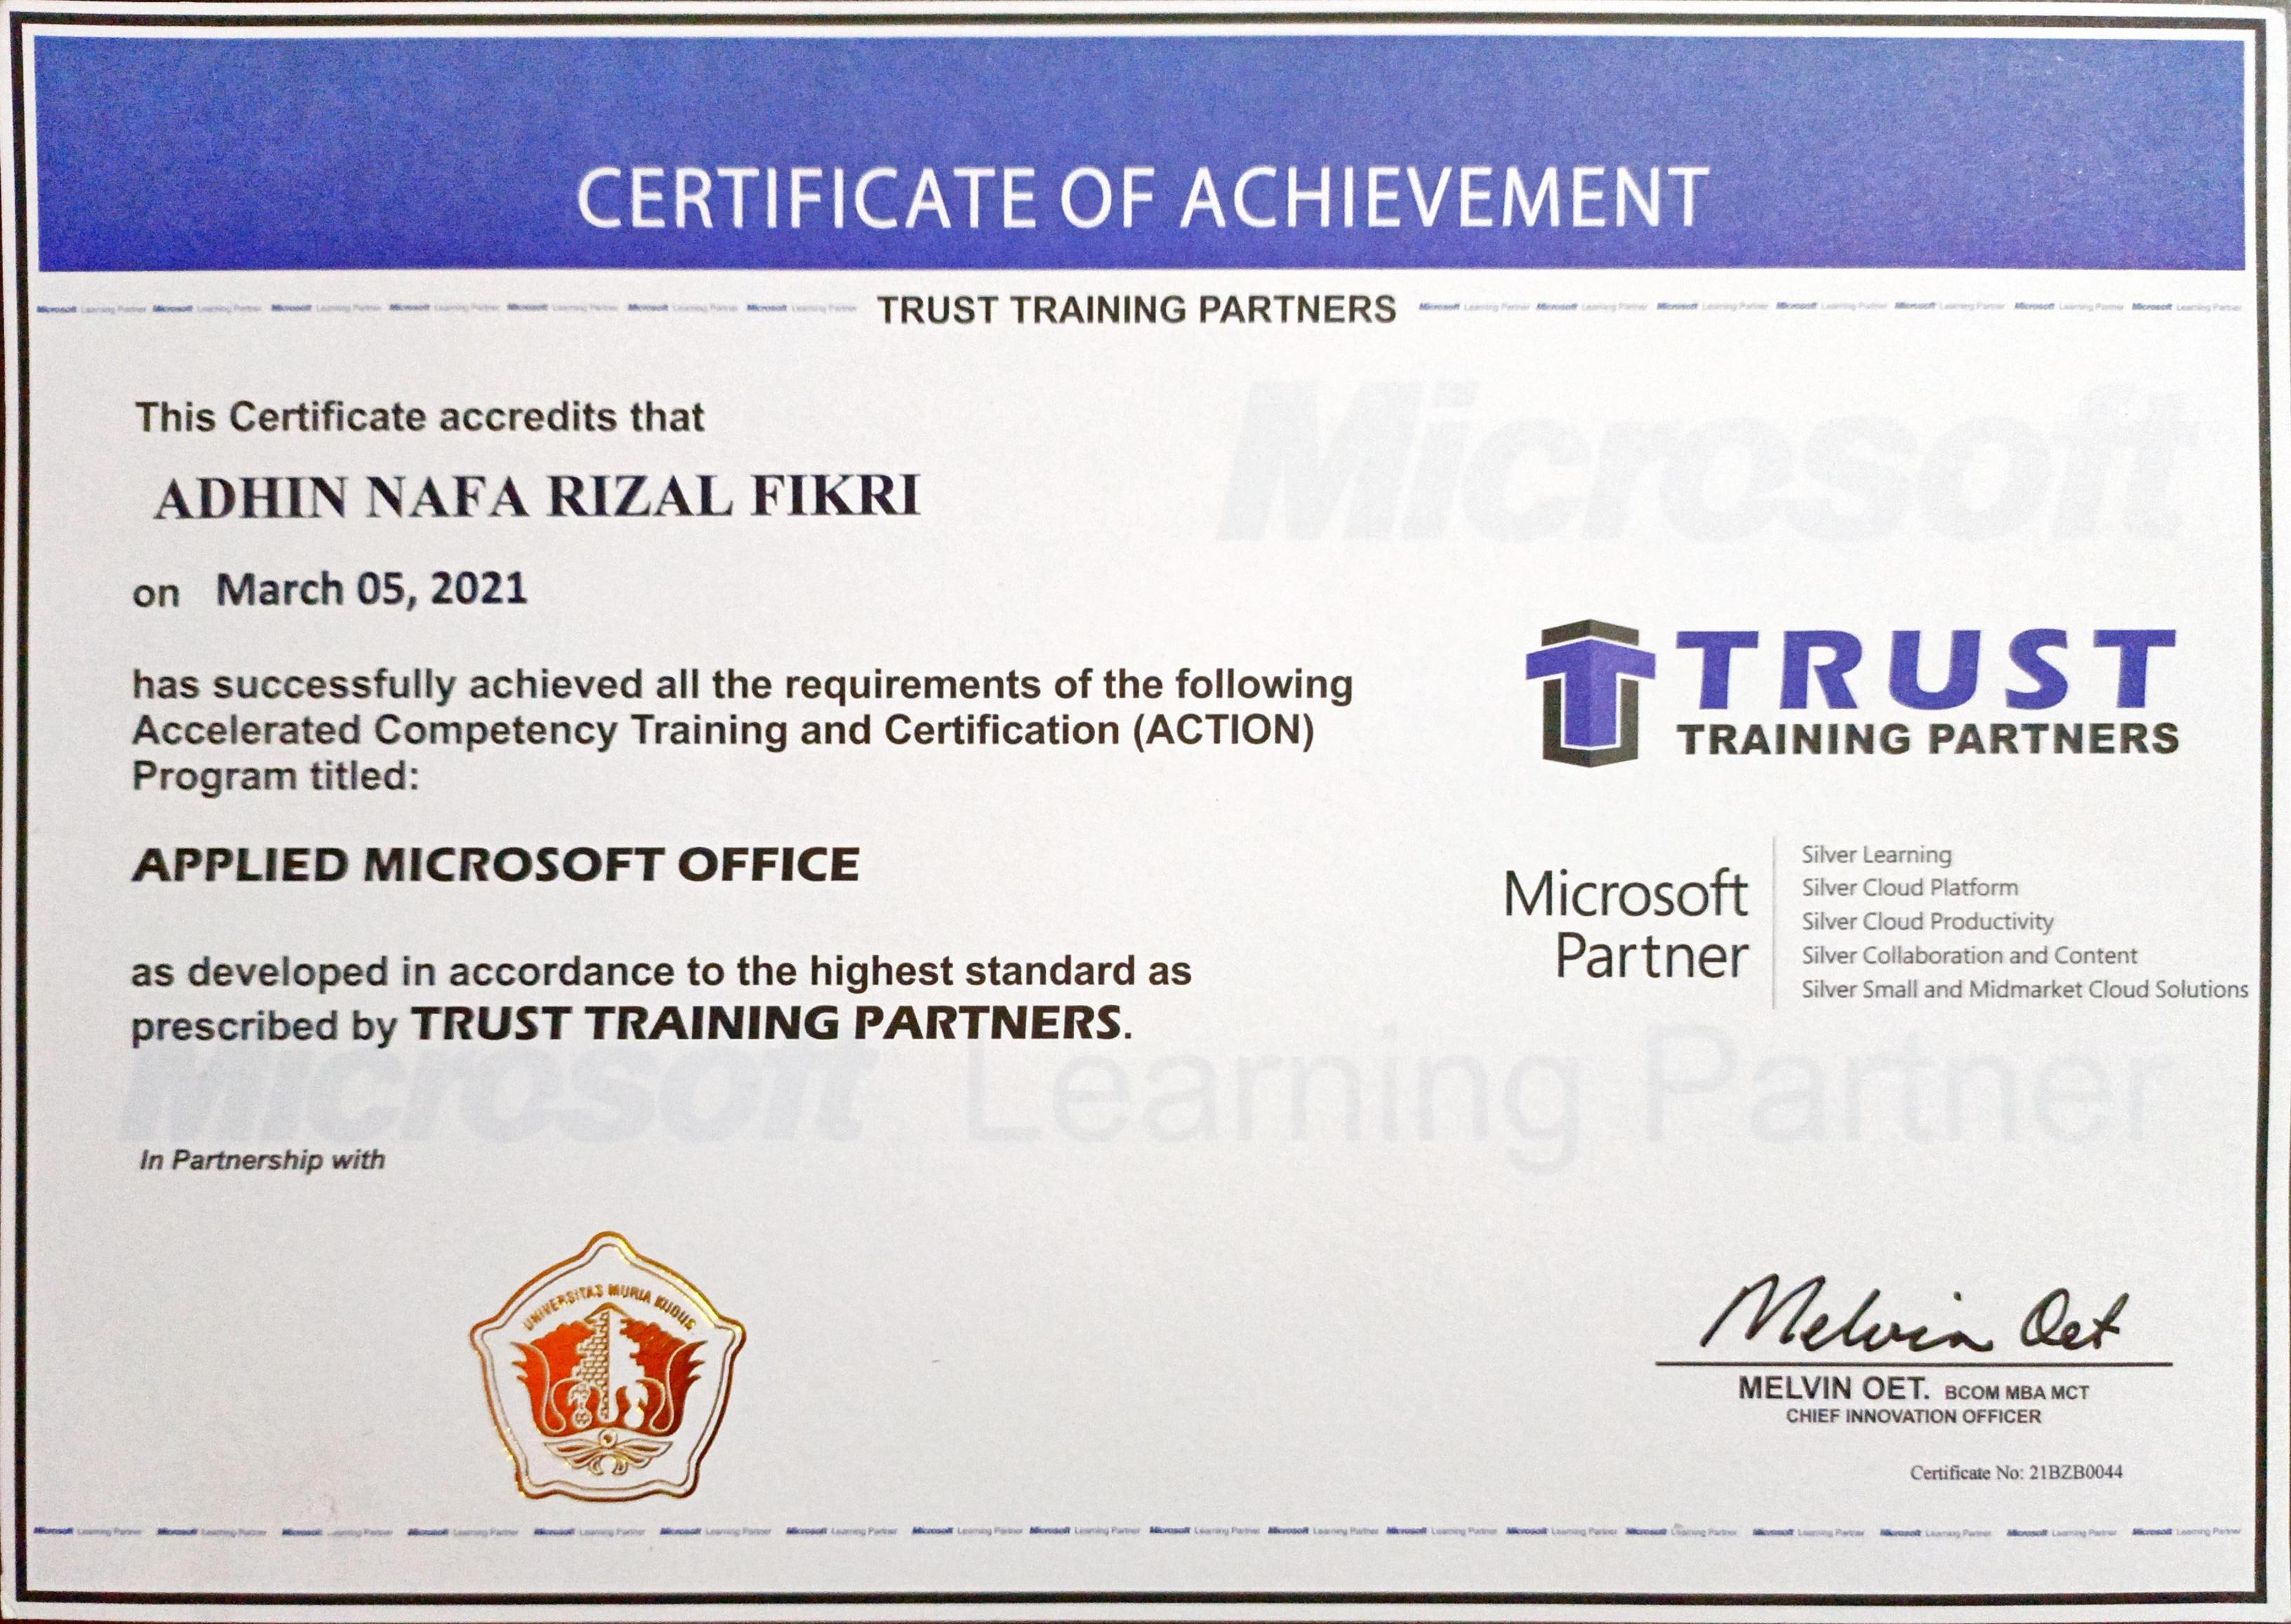 CERTIFICATE OF ACHIEVEMENT
Microsoft Learning Partner Microsoft Learning Partner Microsoft Learning Partner Microsoft Learning Partner Microsoft Learning Partner Microsoft Learning Partner Microsoft Learning Partner TRUST TRAINING PARTNERS Microsoft Learning Partner Microsoft Learning Partner Microsoft Learning Partner Microsoft Learning Partner Microsoft Learning Partner Microsoft Learning Partner Microsoft Learning Partner
This Certificate accredits that
Microsoft
ADHIN NAFA RIZAL FIKRI
on March 05, 2021
has successfully achieved all the requirements of the following
Accelerated Competency Training and Certification (ACTION)
Program titled:
TRUST
TRAINING PARTNERS
APPLIED MICROSOFT OFFICE
Microsoft
Partner
Silver Learning
Silver Cloud Platform
Silver Cloud Productivity
Silver Collaboration and Content
Silver Small and Midmarket Cloud Solutions
as developed in accordance to the highest standard as
prescribed by TRUST TRAINING PARTNERS.
Microsoft Learning Partner
In Partnership with
UNIVERSITAS MURIA KUDUS
Melvin Oet
MELVIN OET. BCOM MBA MCT
CHIEF INNOVATION OFFICER
Certificate No: 21BZB0044
Microsoft Learning Partner Microsoft Learning Partner Microsoft Learning Partner Microsoft Learning Partner Microsoft Learning Partner Microsoft Learning Partner Microsoft Learning Partner Microsoft Learning Partner Microsoft Learning Partner Microsoft Learning Partner Microsoft Learning Partner Microsoft Learning Partner Microsoft Learning Partner Microsoft Learning Partner Microsoft Learning Partner Microsoft Learning Partner Microsoft Learning Partner Microsoft Learning Partner